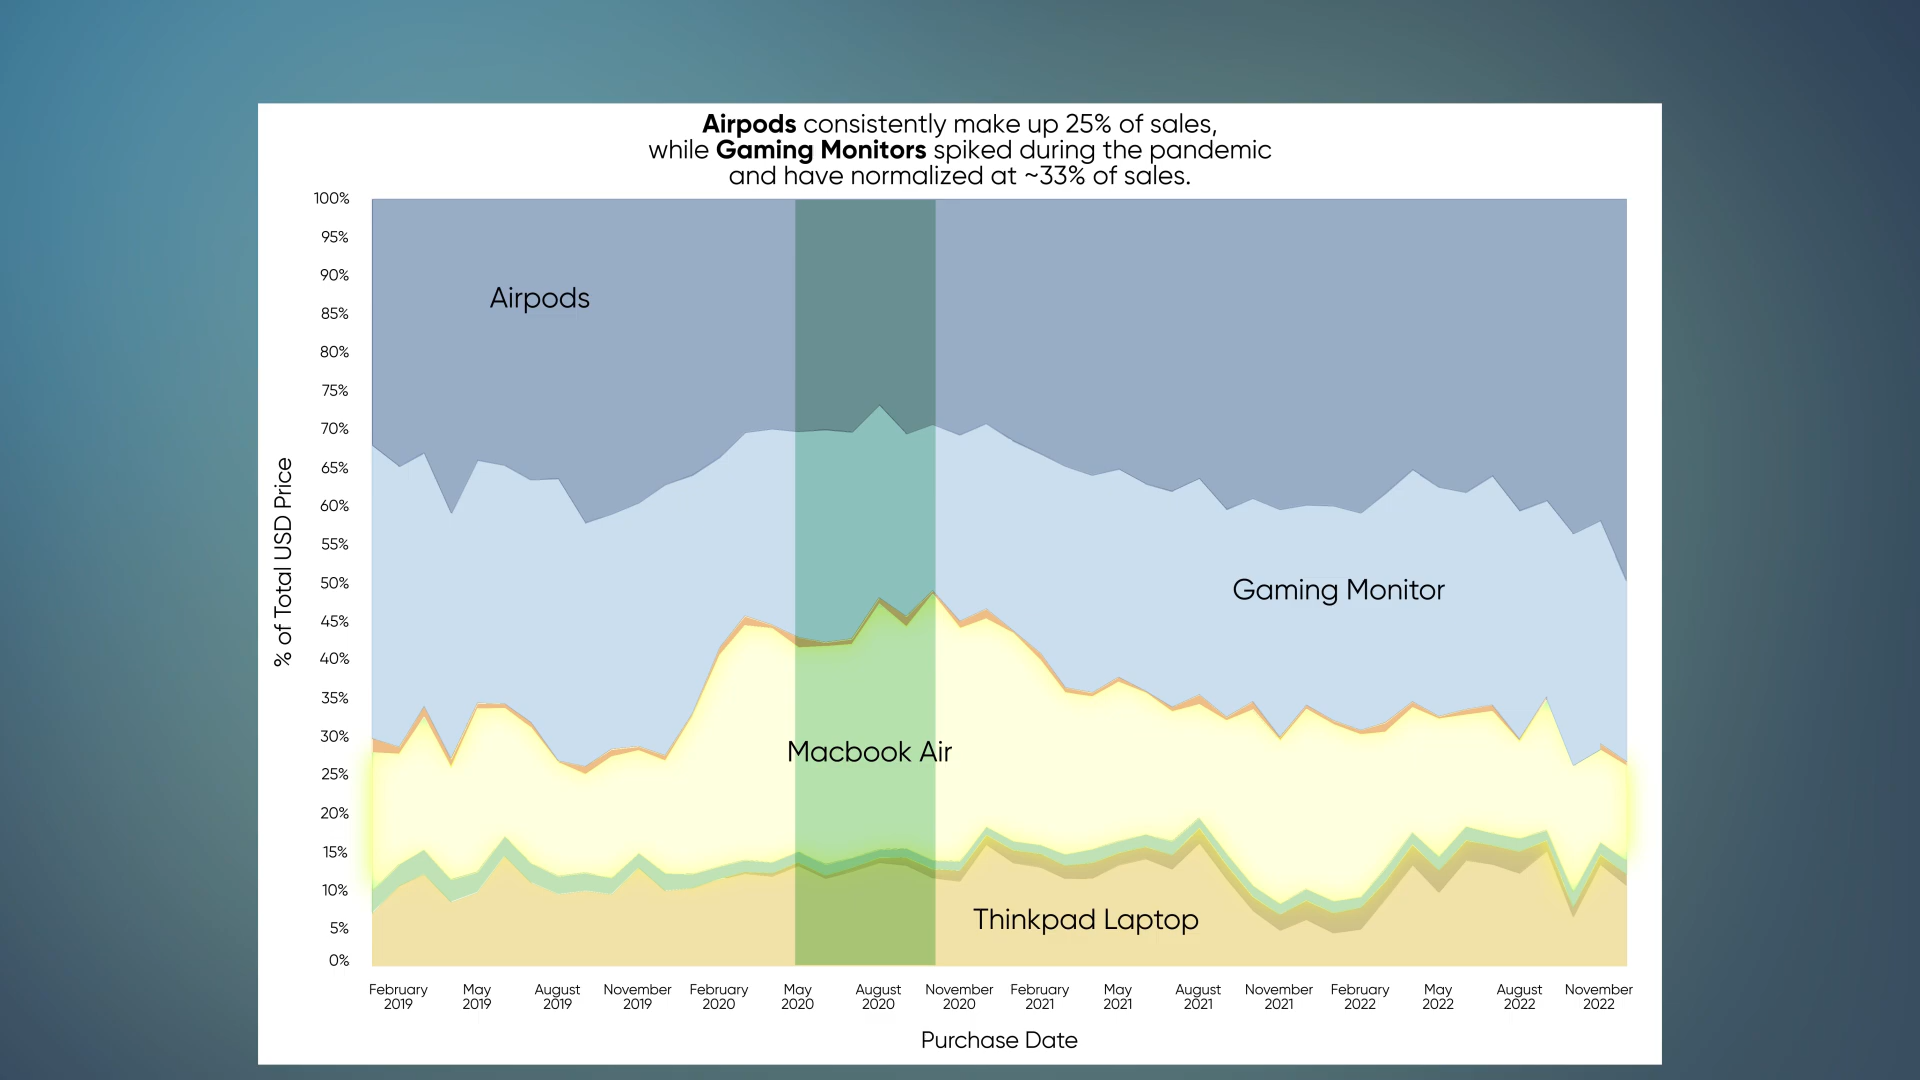 Airpods consistently make up 25% of sales,
while Gaming Monitors spiked during the pandemic
and have normalized at ~33% of sales.
100%
95%
90%
85%
80%
75%
70%
65%
60%
55%
50%
45%
40%
35%
30%
25%
20%
15%
10%
5%
0%
% of Total USD Price
Airpods
Gaming Monitor
Macbook Air
Thinkpad Laptop
February
2019
May
2019
August
2019
November
2019
February
2020
May
2020
August
2020
November
2020
February
2021
May
2021
August
2021
November
2021
February
2022
May
2022
August
2022
November
2022
Purchase Date